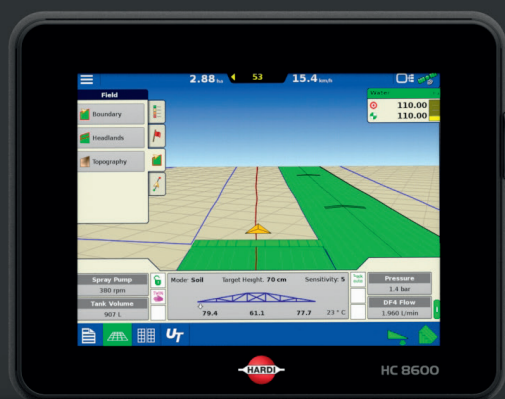 2.88 ha 53 15.4 km/h
Field
Boundary
Headlands
Topography
Water
110.00
110.00
Spray Pump
380 rpm
Tank Volume
907 L
Mode: Soil Target Height. 70 cm Sensitivity: 5
79.4 61.1 77.7 23 ° C
Pressure
1.4 bar
DF4 Flow
1.960 L/min
UT
HARDI
HC 8600